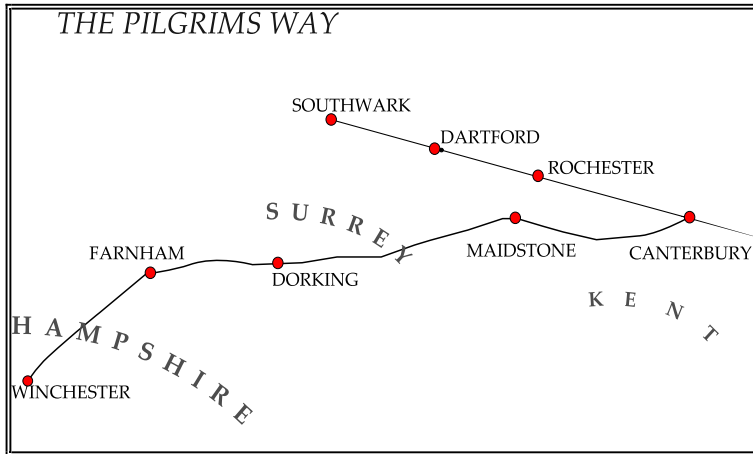 THE PILGRIMS WAY
SOUTHWARK
DARTFORD
ROCHESTER
SURREY
FARNHAM
MAIDSTONE
CANTERBURY
DORKING
KENT
HAMPSHIRE
WINCHESTER